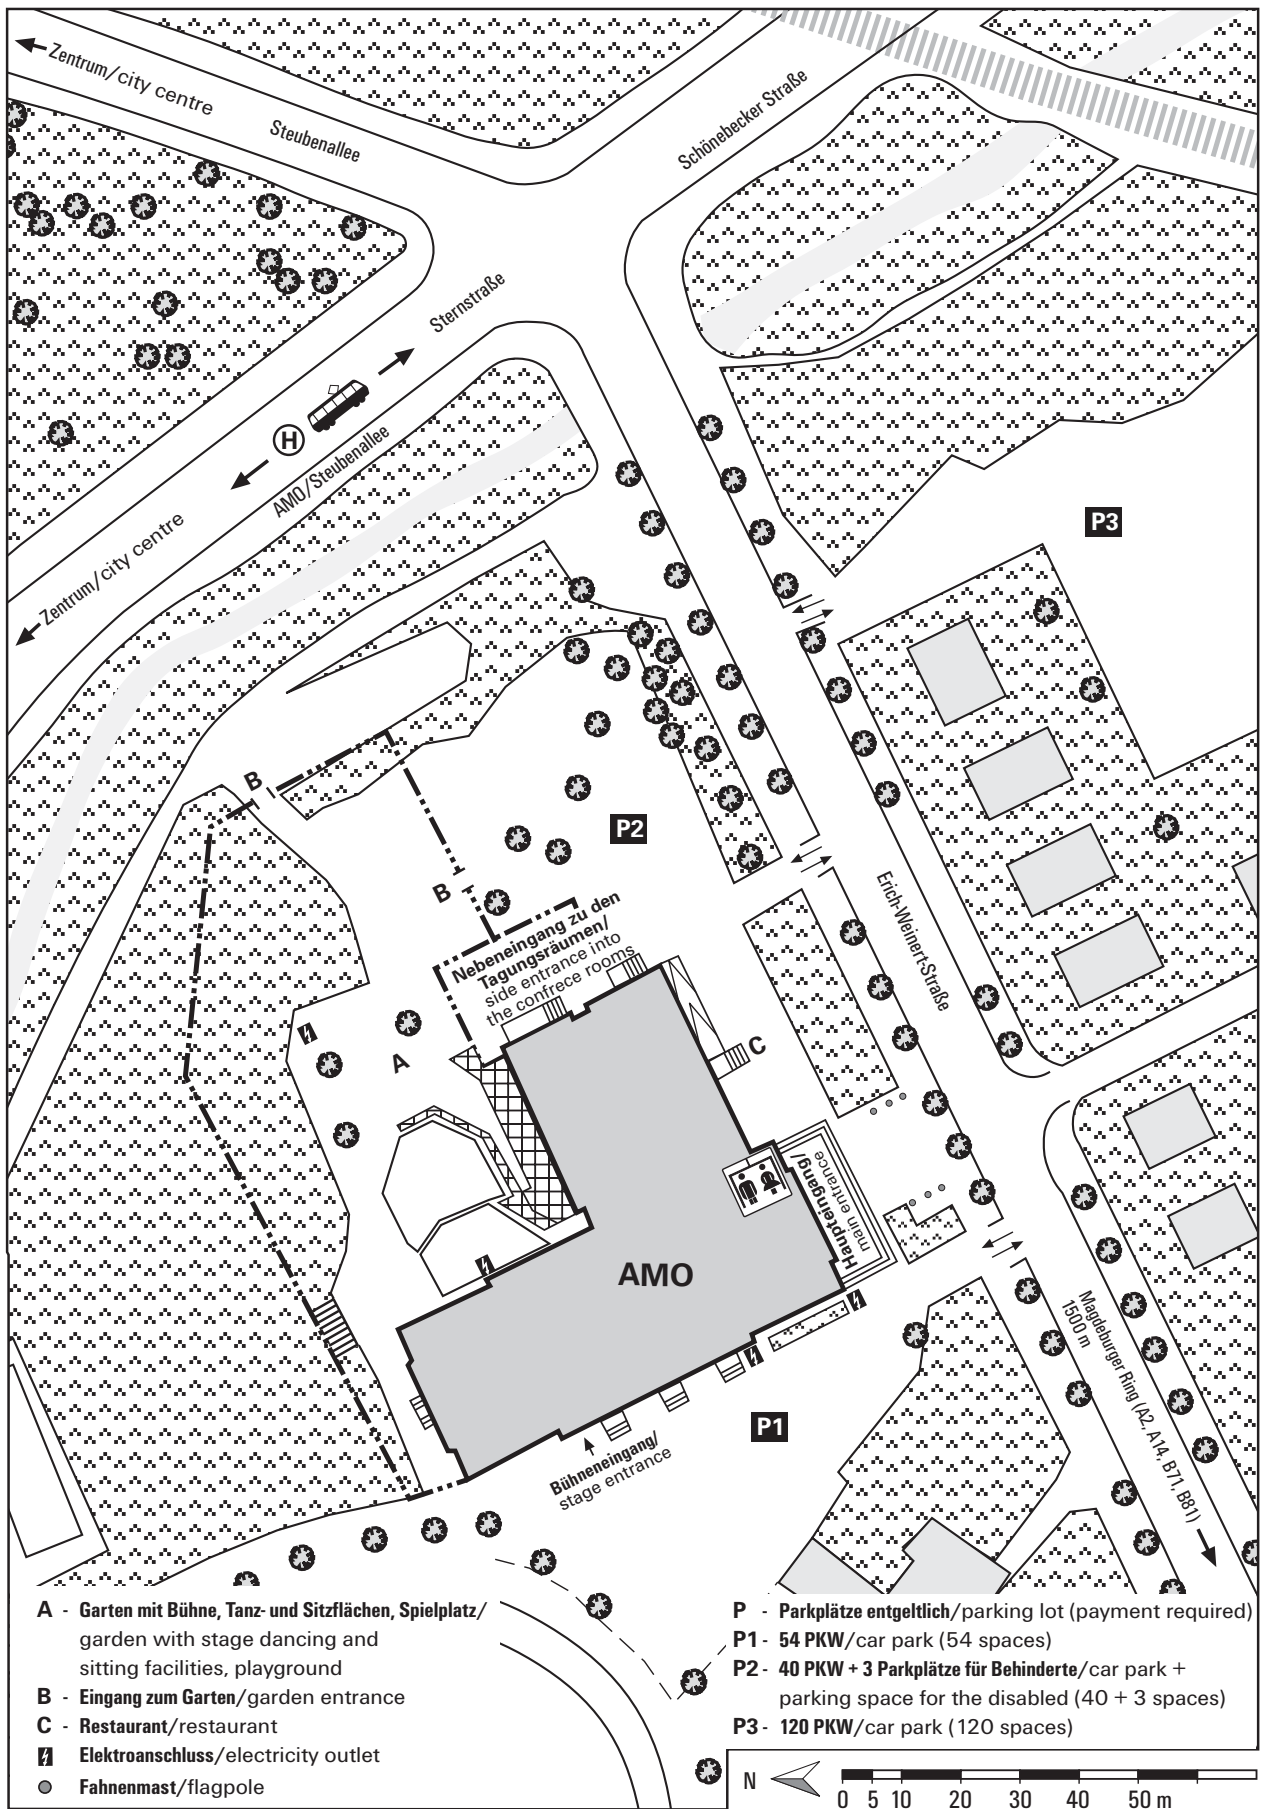 Zentrum/city centre
Steubenallee
Schönebecker Straße
Sternstraße
H
AMO/Steubenallee
Zentrum/city centre
P3
B
P2
B
Nebeneingang zu den
Tagungsräumen/
side entrance into
the confrece rooms
Erich-Weinert-Straße
A
C
Haupteingang/
main entrance
AMO
Magdeburger Ring (A2, A14, B71, B81)
1500 m
P1
Bühneneingang/
stage entrance
A - Garten mit Bühne, Tanz- und Sitzflächen, Spielplatz/
garden with stage dancing and
sitting facilities, playground
B - Eingang zum Garten/garden entrance
C - Restaurant/restaurant
Elektroanschluss/electricity outlet
Fahnenmast/flagpole
P - Parkplätze entgeltlich/parking lot (payment required)
P1 - 54 PKW/car park (54 spaces)
P2 - 40 PKW + 3 Parkplätze für Behinderte/car park +
parking space for the disabled (40 + 3 spaces)
P3 - 120 PKW/car park (120 spaces)
N
0 5 10 20 30 40 50 m